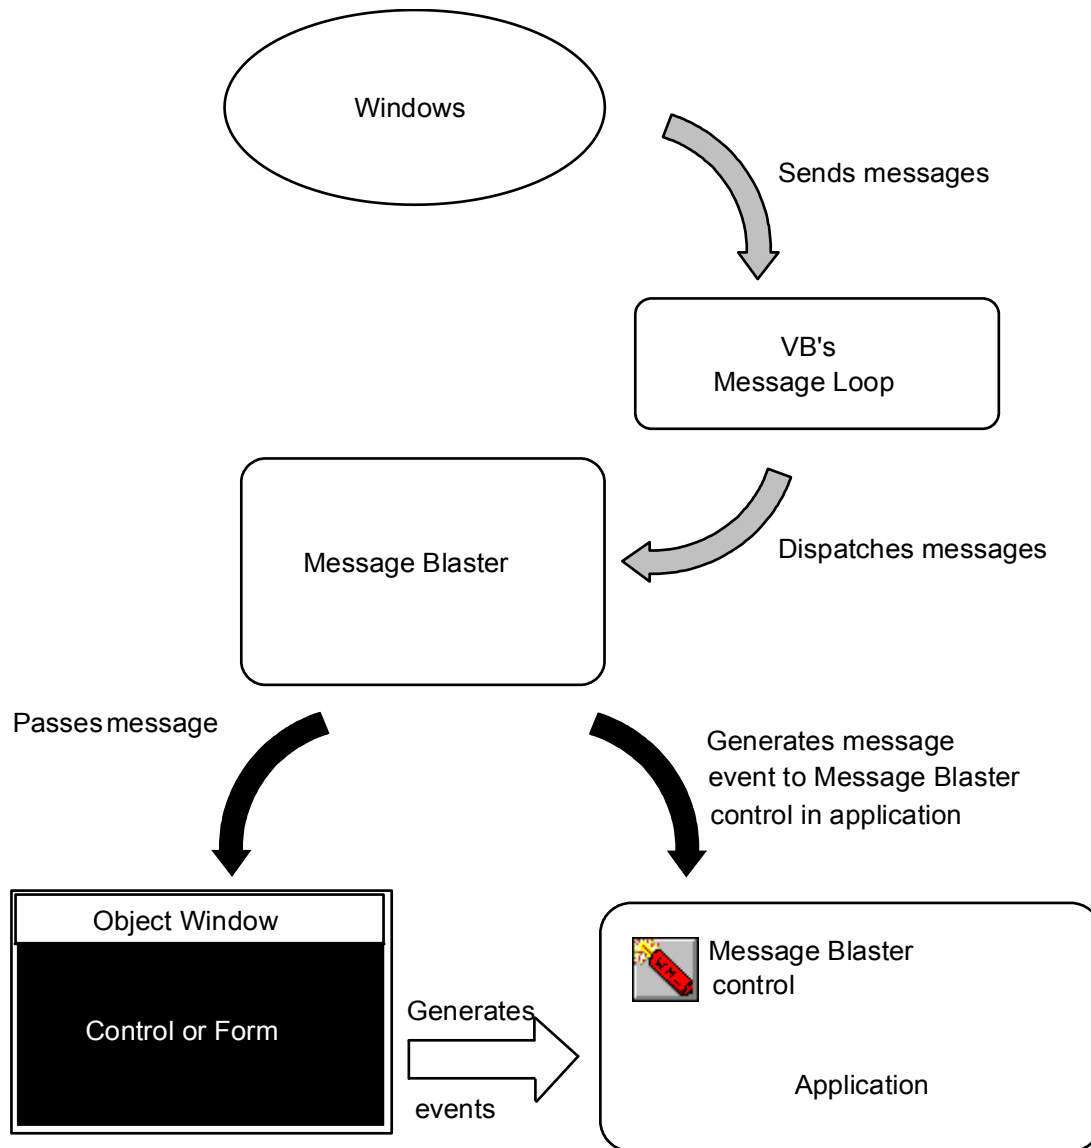 Windows
Sends messages
VB's
Message Loop
Message Blaster
Dispatches messages
Passes message
Generates message
event to Message Blaster
control in application
Object Window
Control or Form
Generates
events
Message Blaster
control
Application